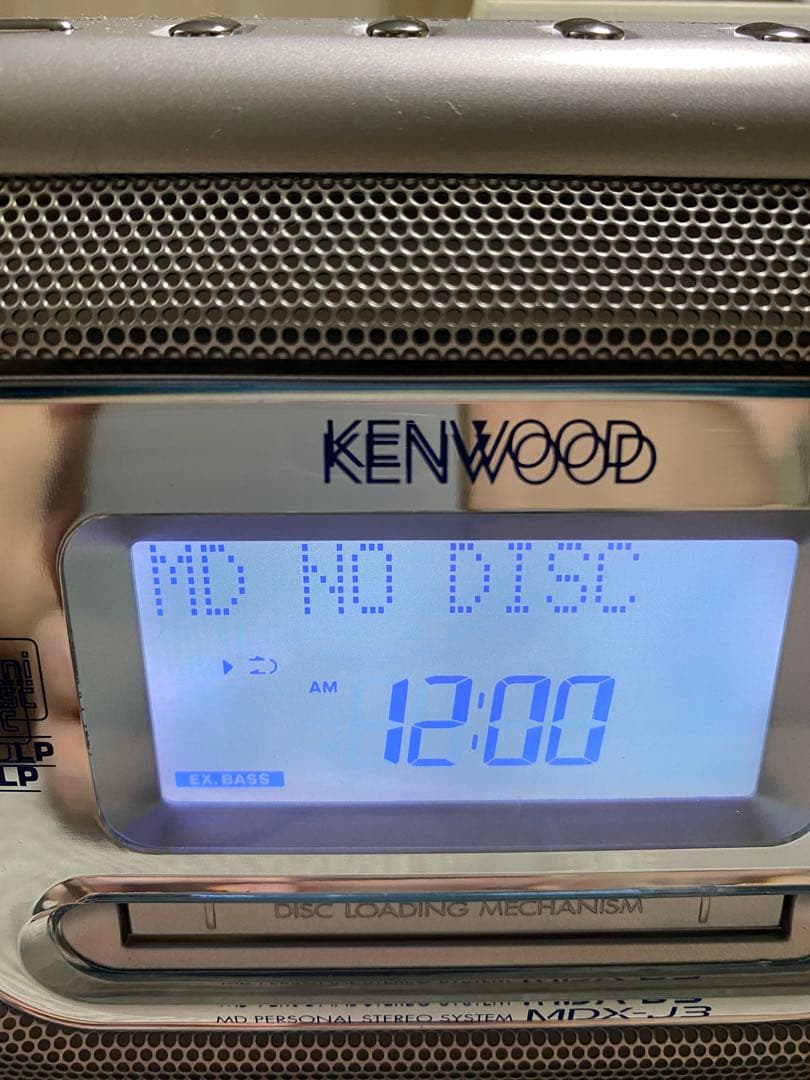 KENWOOD
MD NO DISC
AM 12:00
EX. BASS
LP
DISC LOADING MECHANISM
MD PERSONAL STEREO SYSTEM MDX-J3